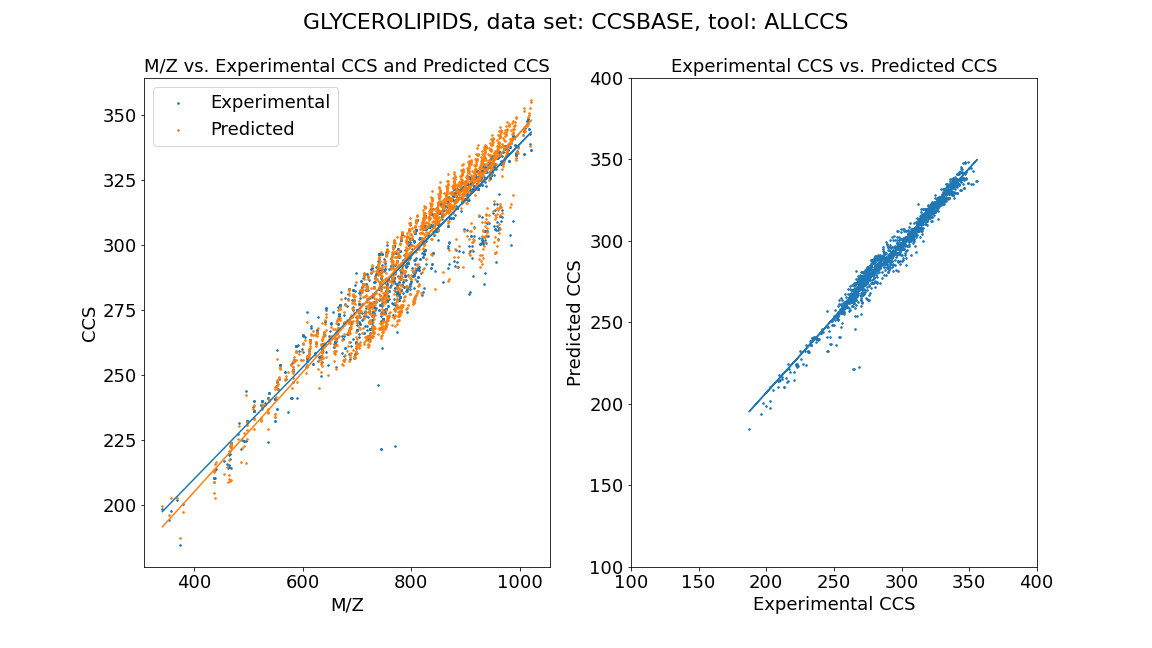 GLYCEROLIPIDS, data set: CCSBASE, tool: ALLCCS
M/Z vs. Experimental CCS and Predicted CCS
Experimental
Predicted
350
325
300
275
250
225
200
CCS
400
600
800
1000
M/Z
Experimental CCS vs. Predicted CCS
400
350
300
250
200
150
100
Predicted CCS
100
150
200
250
300
350
400
Experimental CCS